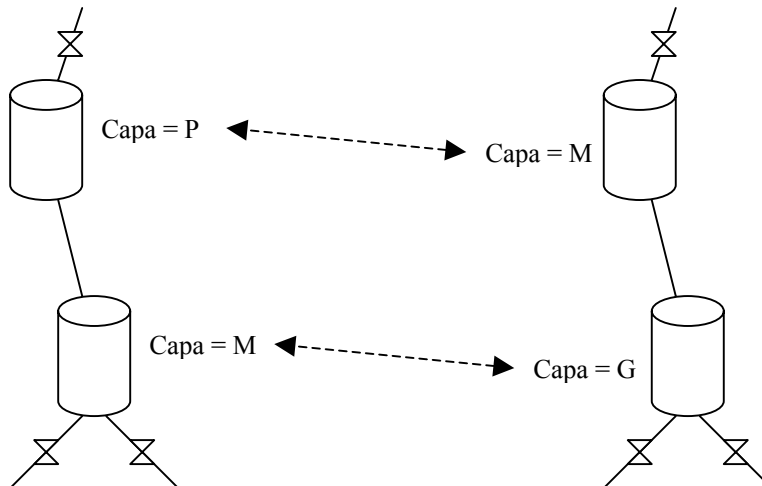 Capa = P
Capa = M
Capa = M
Capa = G